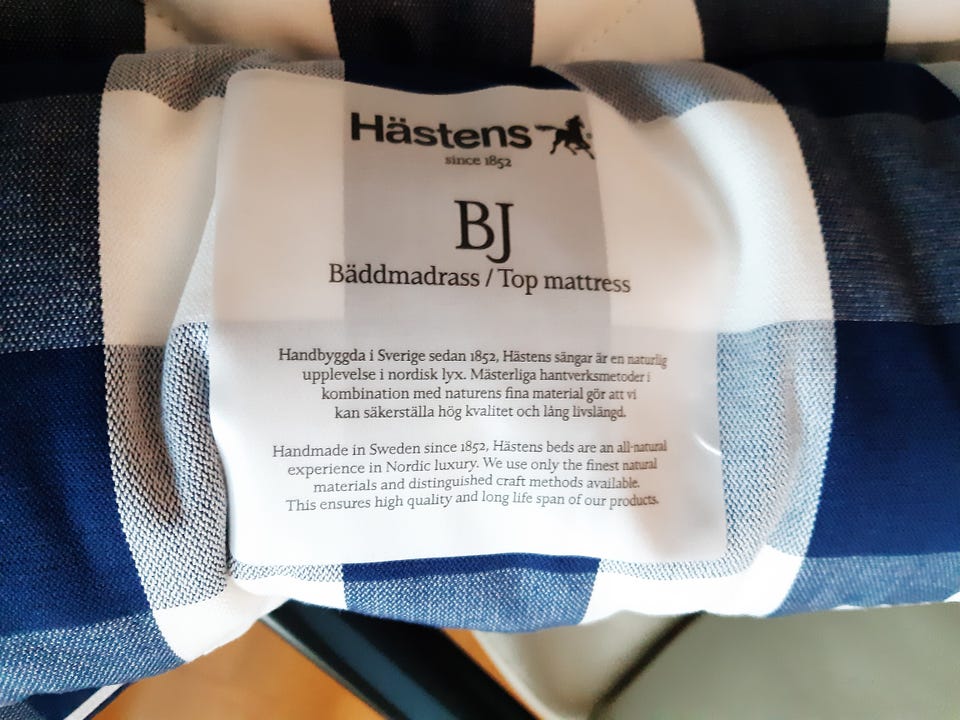 Hästens
since 1852
BJ
Bäddmadrass / Top mattress
Handbyggda i Sverige sedan 1852, Hästens sängar är en naturlig
upplevelse i nordisk lyx. Mästerliga hantverksmetoder i
kombination med naturens fina material gör att vi
kan säkerställa hög kvalitet och lång livslängd.
Handmade in Sweden since 1852, Hästens beds are an all-natural
experience in Nordic luxury. We use only the finest natural
materials and distinguished craft methods available.
This ensures high quality and long life span of our products.